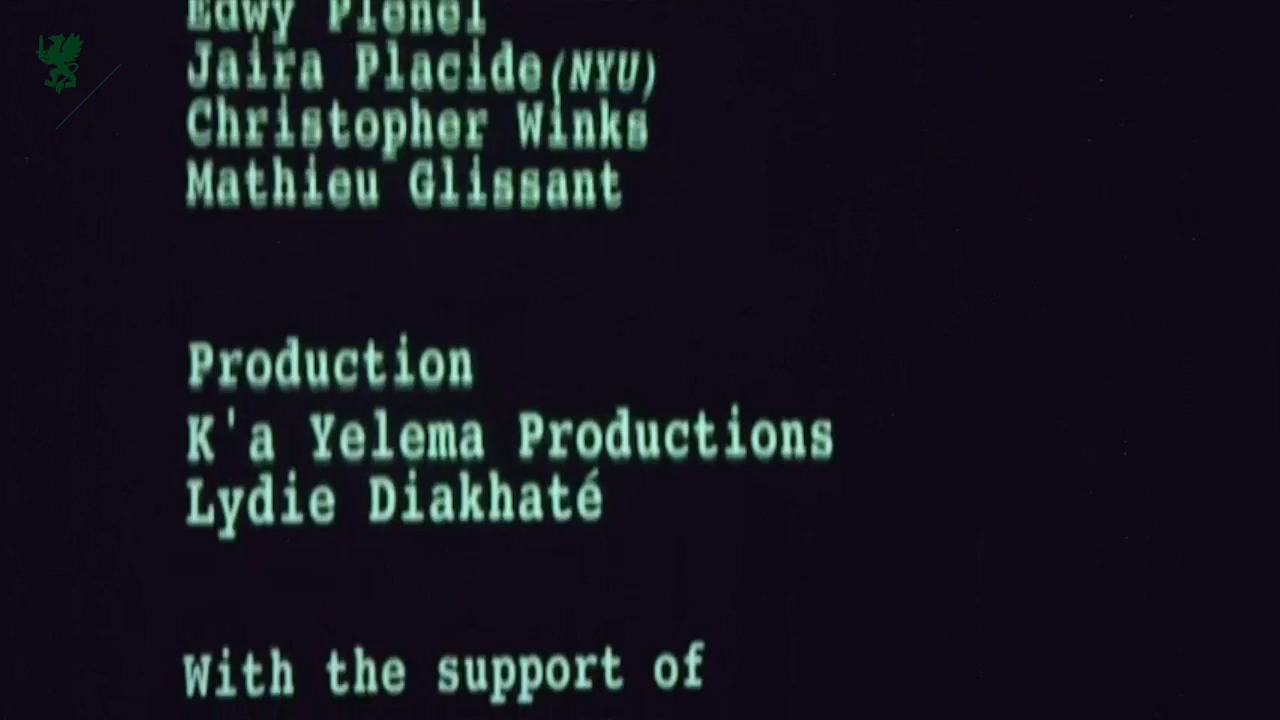 Edwy Plenel
Jaira Placide (NYU)
Christopher Winks
Mathieu Glissant
Production
K'a Yelema Productions
Lydie Diakhaté
With the support of